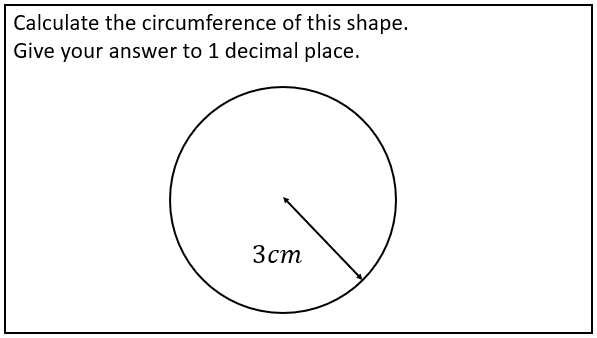 Calculate the circumference of this shape.
Give your answer to 1 decimal place.
3cm